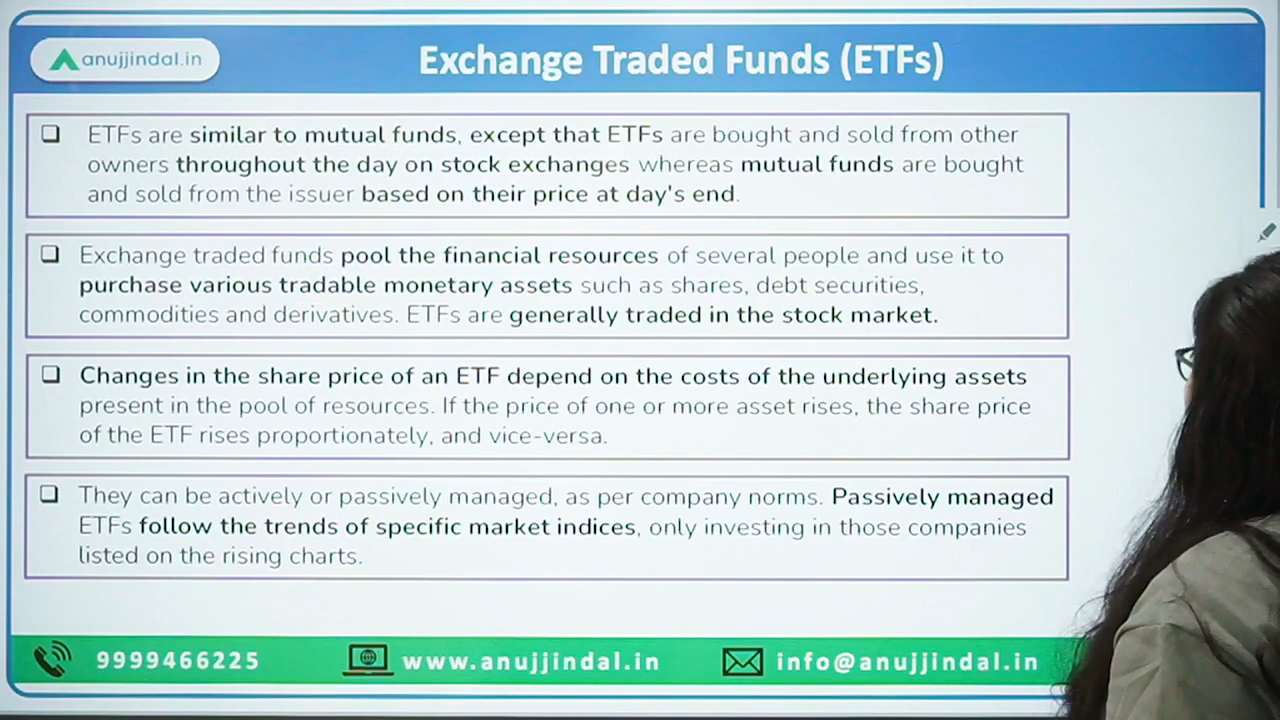 anujjindal.in
Exchange Traded Funds (ETFs)
ETFs are similar to mutual funds, except that ETFs are bought and sold from other
owners throughout the day on stock exchanges whereas mutual funds are bought
and sold from the issuer based on their price at day's end.
Exchange traded funds pool the financial resources of several people and use it to
purchase various tradable monetary assets such as shares, debt securities,
commodities and derivatives. ETFs are generally traded in the stock market.
Changes in the share price of an ETF depend on the costs of the underlying assets
present in the pool of resources. If the price of one or more asset rises, the share price
of the ETF rises proportionately, and vice-versa.
They can be actively or passively managed, as per company norms. Passively managed
ETFs follow the trends of specific market indices, only investing in those companies
listed on the rising charts.
9999466225 www.anujjindal.in info@anujjindal.in